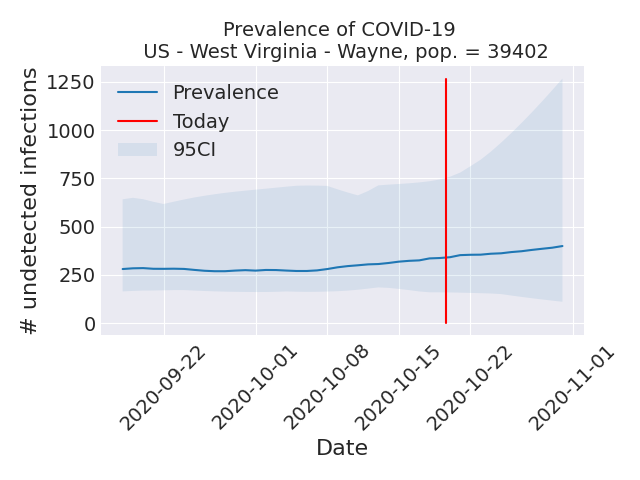 Prevalence of COVID-19
US - West Virginia - Wayne, pop. = 39402
# undetected infections
1250
1000
750
500
250
0
Prevalence
Today
95CI
2020-09-22
2020-10-01
2020-10-08
2020-10-15
2020-10-22
2020-11-01
Date